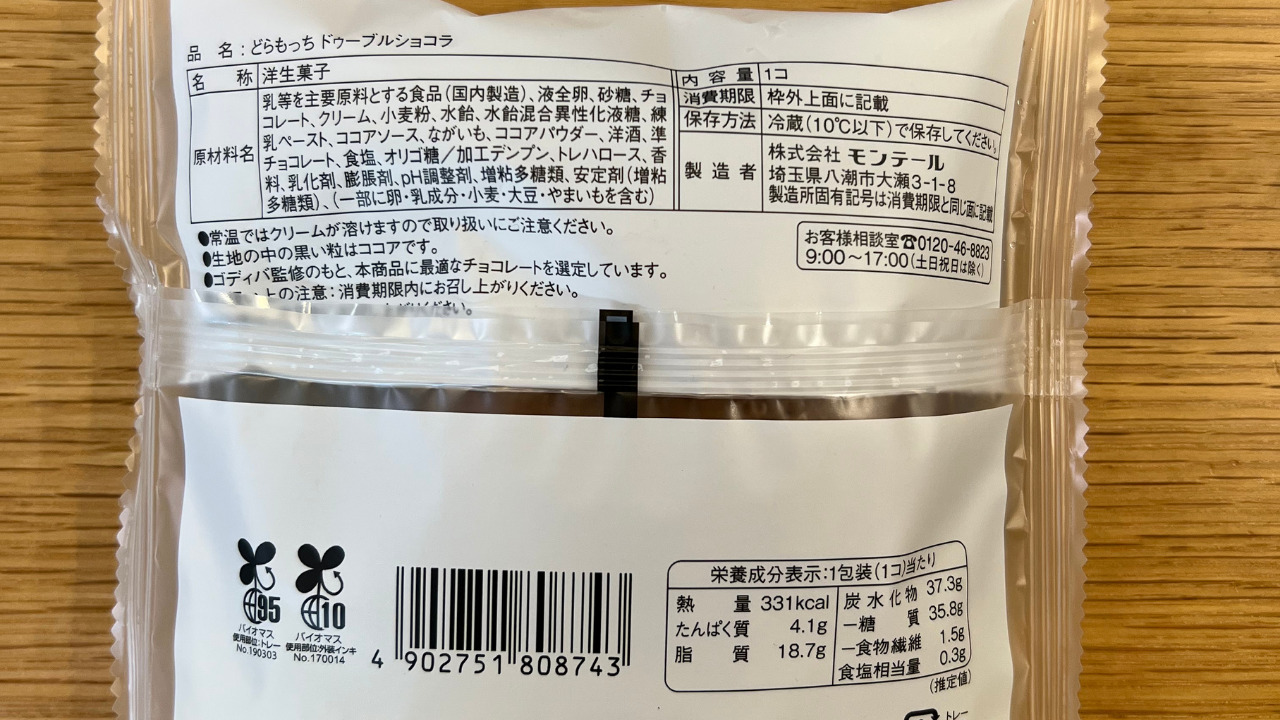 品 名：どらもっち ドゥーブルショコラ
名 称 洋生菓子
原材料名
乳等を主要原料とする食品(国内製造)、液全卵、砂糖、チョ
コレート、クリーム、小麦粉、水飴、水飴混合異性化液糖、練
乳ペースト、ココアソース、ながいも、ココアパウダー、洋酒、準
チョコレート、食塩、オリゴ糖／加工デンプン、トレハロース、香
料、乳化剤、膨脹剤、pH調整剤、増粘多糖類、安定剤(増粘
多糖類)、(一部に卵・乳成分・小麦・大豆・やまいもを含む)
内容量 1コ
消費期限 枠外上面に記載
保存方法 冷蔵(10℃以下)で保存してください。
製造者
株式会社 モンテール
埼玉県八潮市大瀬3-1-8
製造所固有記号は消費期限と同じ面に記載
●常温ではクリームが溶けますので取り扱いにご注意ください。
●生地の中の黒い粒はココアです。
●ゴディバ監修のもと、本商品に最適なチョコレートを選定しています。
の注意：消費期限内にお召し上がりください。
ください。
お客様相談室☎0120-46-8823
9:00～17:00(土日祝日は除く)
95
バイオマス
使用部位:トレー
No.190303
10
バイオマス
使用部位:外装インキ
No.170014
4 902751 808743
栄養成分表示:1包装(1コ)当たり
熱 量 331kcal
たんぱく質 4.1g
脂 質 18.7g
炭水化物 37.3g
－糖 質 35.8g
－食物繊維 1.5g
食塩相当量 0.3g
(推定値)
トレー